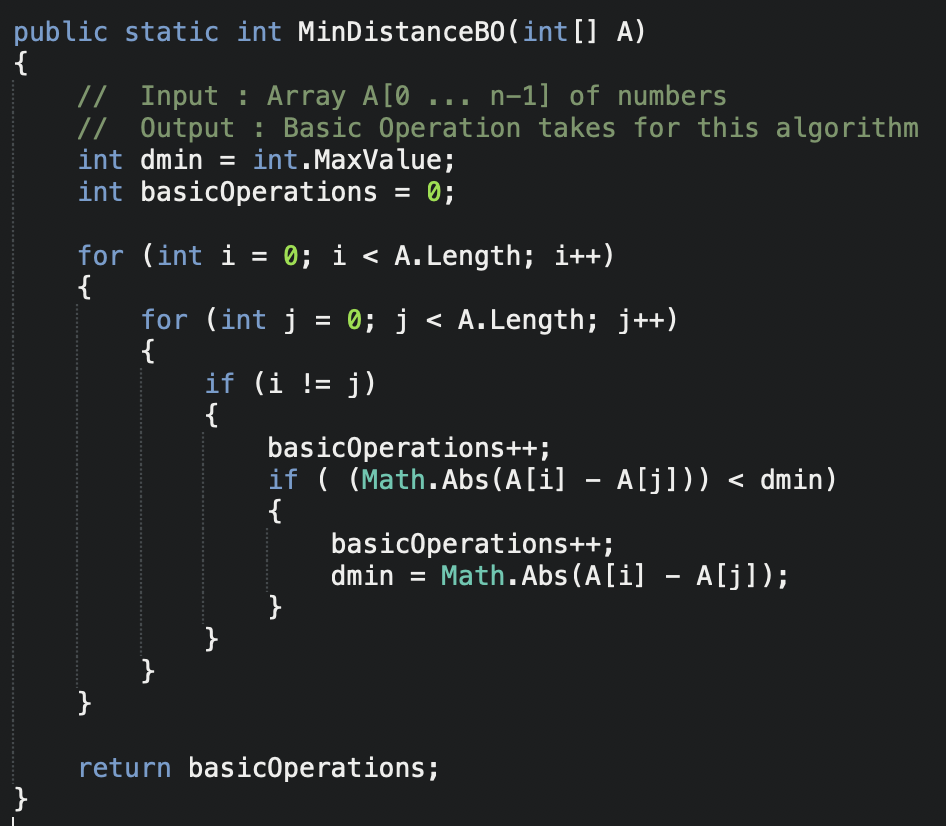 public static int MinDistanceBO(int[] A)
{
    //  Input : Array A[0 ... n-1] of numbers
    //  Output : Basic Operation takes for this algorithm
    int dmin = int.MaxValue;
    int basicOperations = 0;

    for (int i = 0; i < A.Length; i++)
    {
        for (int j = 0; j < A.Length; j++)
        {
            if (i != j)
            {
                basicOperations++;
                if ( (Math.Abs(A[i] - A[j])) < dmin)
                {
                    basicOperations++;
                    dmin = Math.Abs(A[i] - A[j]);
                }
            }
        }
    }

    return basicOperations;
}